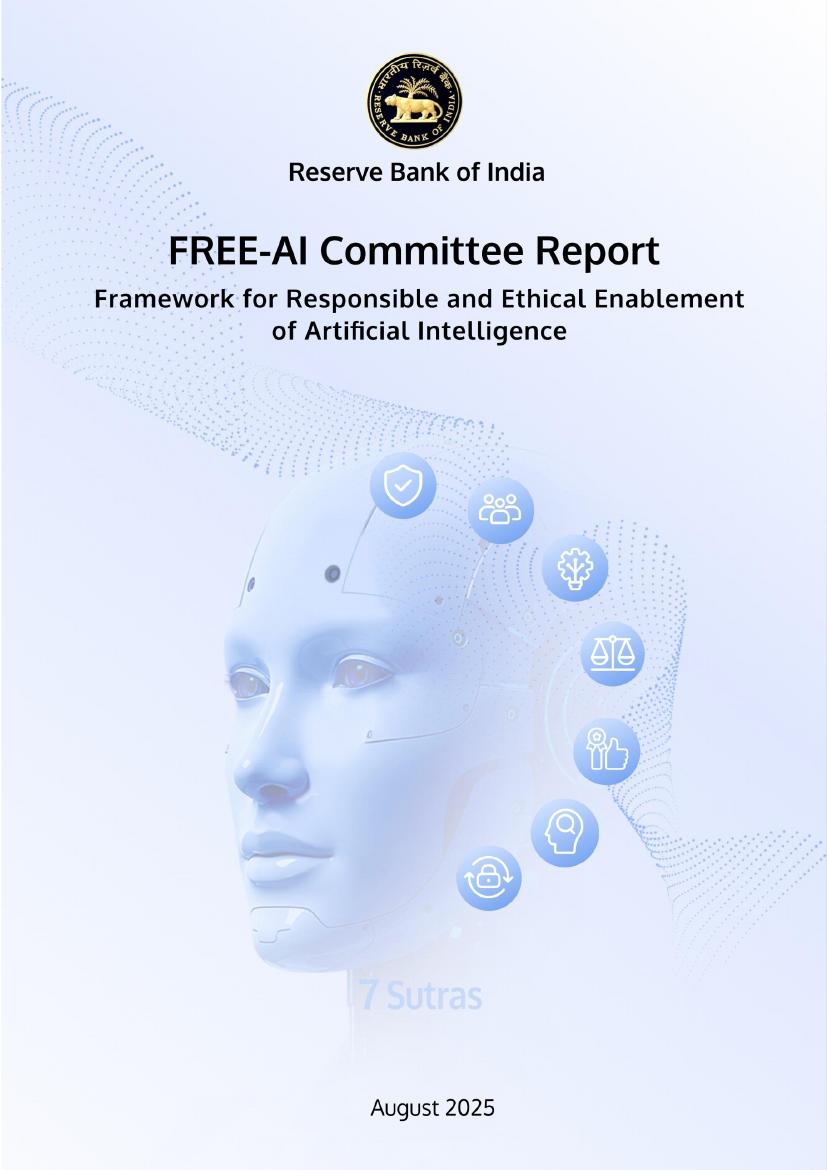 भारतीय रिज़र्व बैंक
RESERVE BANK OF INDIA
Reserve Bank of India
FREE-AI Committee Report
Framework for Responsible and Ethical Enablement
of Artificial Intelligence
7 Sutras
August 2025